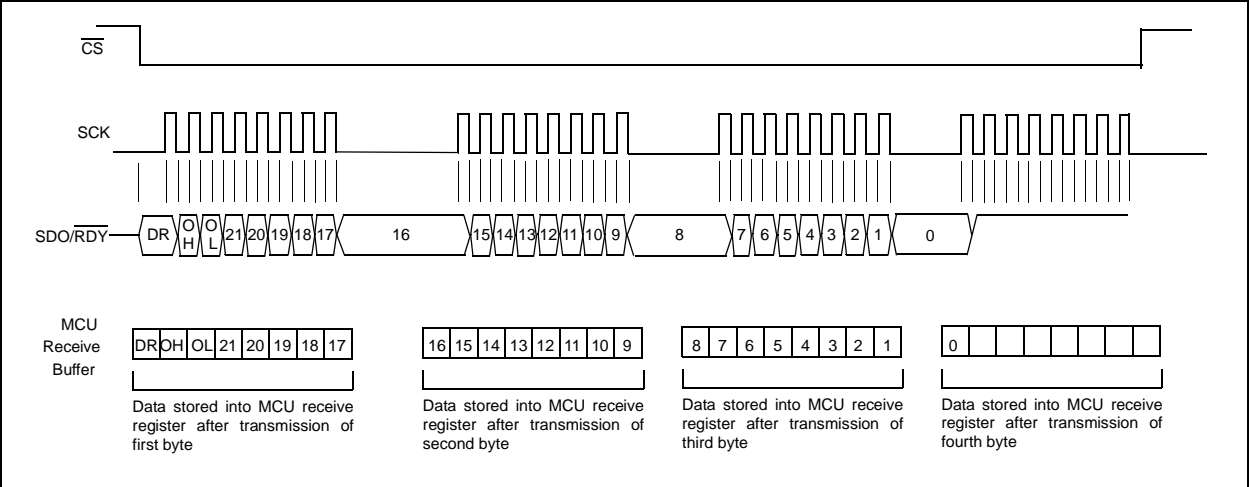 CS
SCK
SDO/RDY DR OH OL 21 20 19 18 17 16 15 14 13 12 11 10 9 8 7 6 5 4 3 2 1 0
MCU
Receive
Buffer
DR OH OL 21 20 19 18 17
16 15 14 13 12 11 10 9
8 7 6 5 4 3 2 1
0
Data stored into MCU receive
register after transmission of
first byte
Data stored into MCU receive
register after transmission of
second byte
Data stored into MCU receive
register after transmission of
third byte
Data stored into MCU receive
register after transmission of
fourth byte